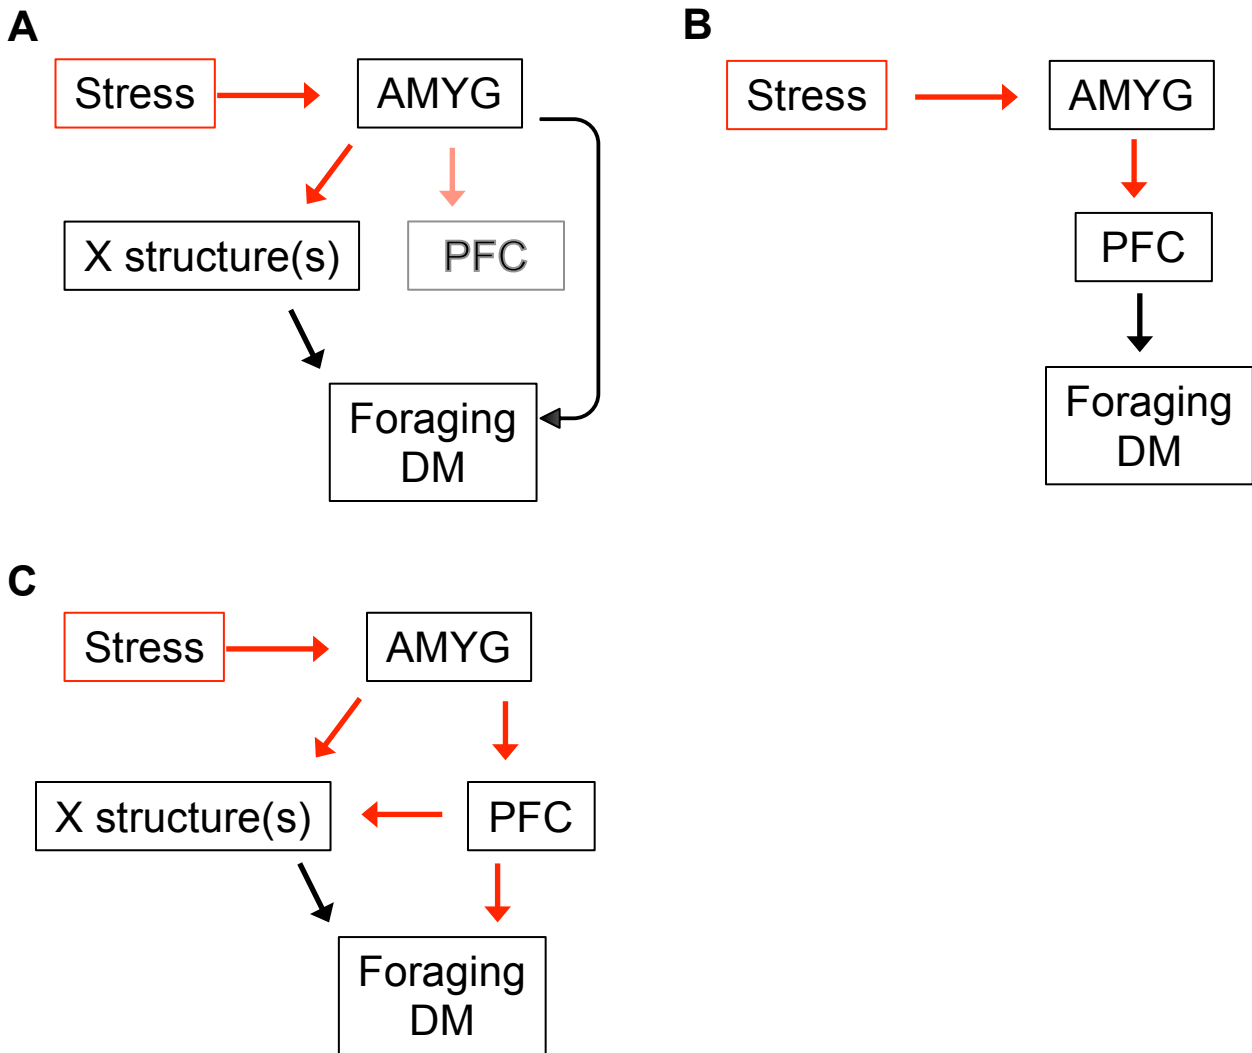 A
Stress
AMYG
X structure(s)
PFC
Foraging
DM
B
Stress
AMYG
PFC
Foraging
DM
C
Stress
AMYG
X structure(s)
PFC
Foraging
DM